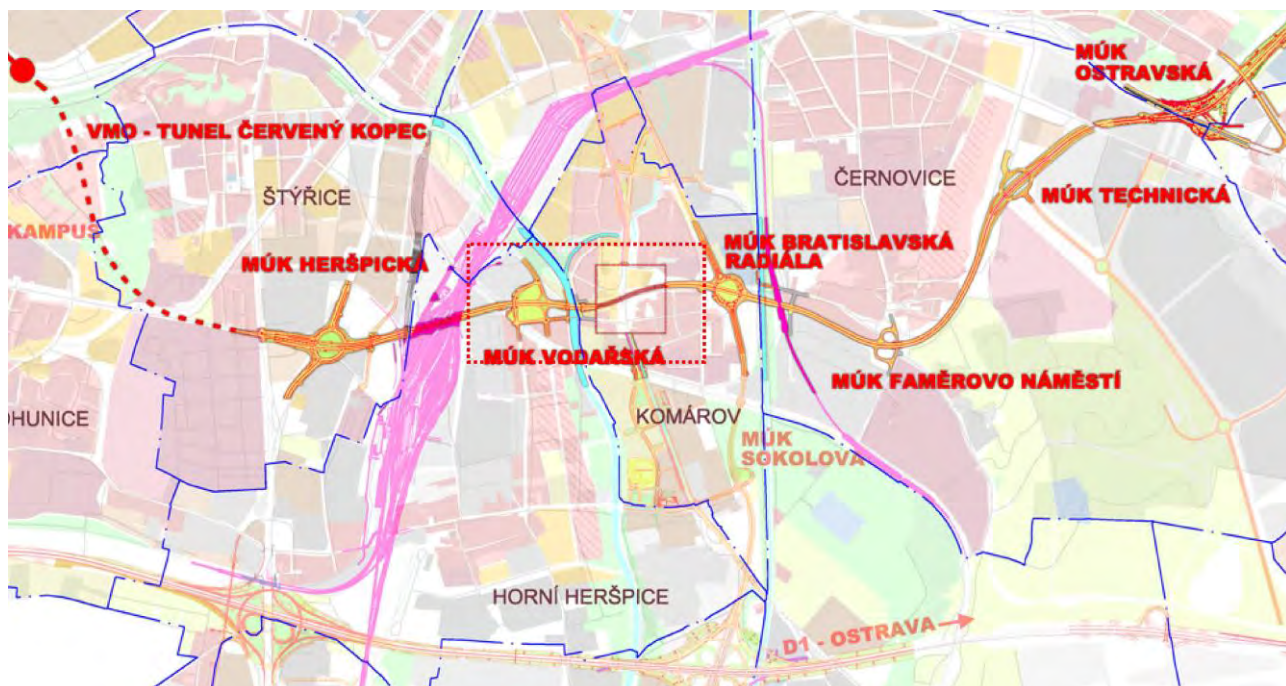 MÚK
OSTRAVSKÁ
VMO - TUNEL ČERVENÝ KOPEC
ČERNOVICE
ŠTÝŘICE
MÚK TECHNICKÁ
KAMPUS
MÚK BRATISLAVSKÁ
RADIÁLA
MÚK HERŠPICKÁ
MÚK VODAŘSKÁ
MÚK FAMĚROVO NÁMĚSTÍ
OHUNICE
KOMÁROV
MÚK
SOKOLOVA
HORNÍ HERŠPICE
D1 - OSTRAVA